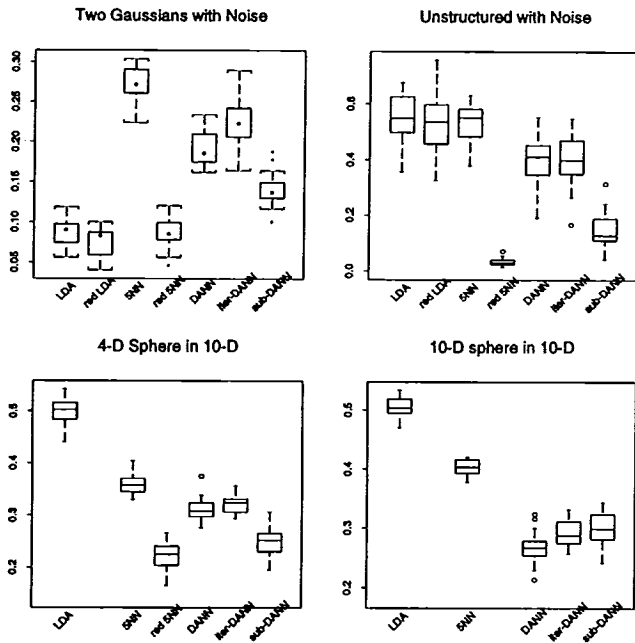 Two Gaussians with Noise
0.30
0.25
0.20
0.15
0.10
0.05
LDA
red LDA
5NN
red 5NN
DANN
iter-DANN
sub-DANN
Unstructured with Noise
0.6
0.4
0.2
0.0
LDA
red LDA
5NN
red 5NN
DANN
iter-DANN
sub-DANN
4-D Sphere in 10-D
0.5
0.4
0.3
0.2
LDA
5NN
red 5NN
DANN
iter-DANN
sub-DANN
10-D sphere in 10-D
0.5
0.4
0.3
0.2
LDA
5NN
DANN
iter-DANN
sub-DANN